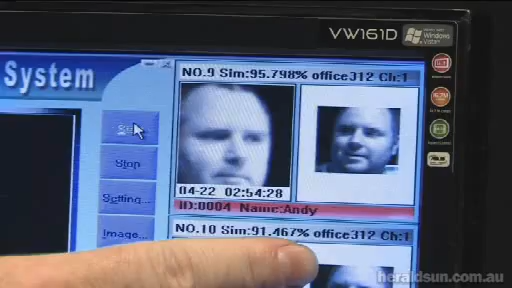 VW161D
Windows Vista
System
NO.9 Sim:95.798% office312 Ch:1
Stop
Setting...
Image...
04-22 02:54:28
ID:0004 Name:Andy
NO.10 Sim:91.467% office312 Ch:1
heraldsun.com.au